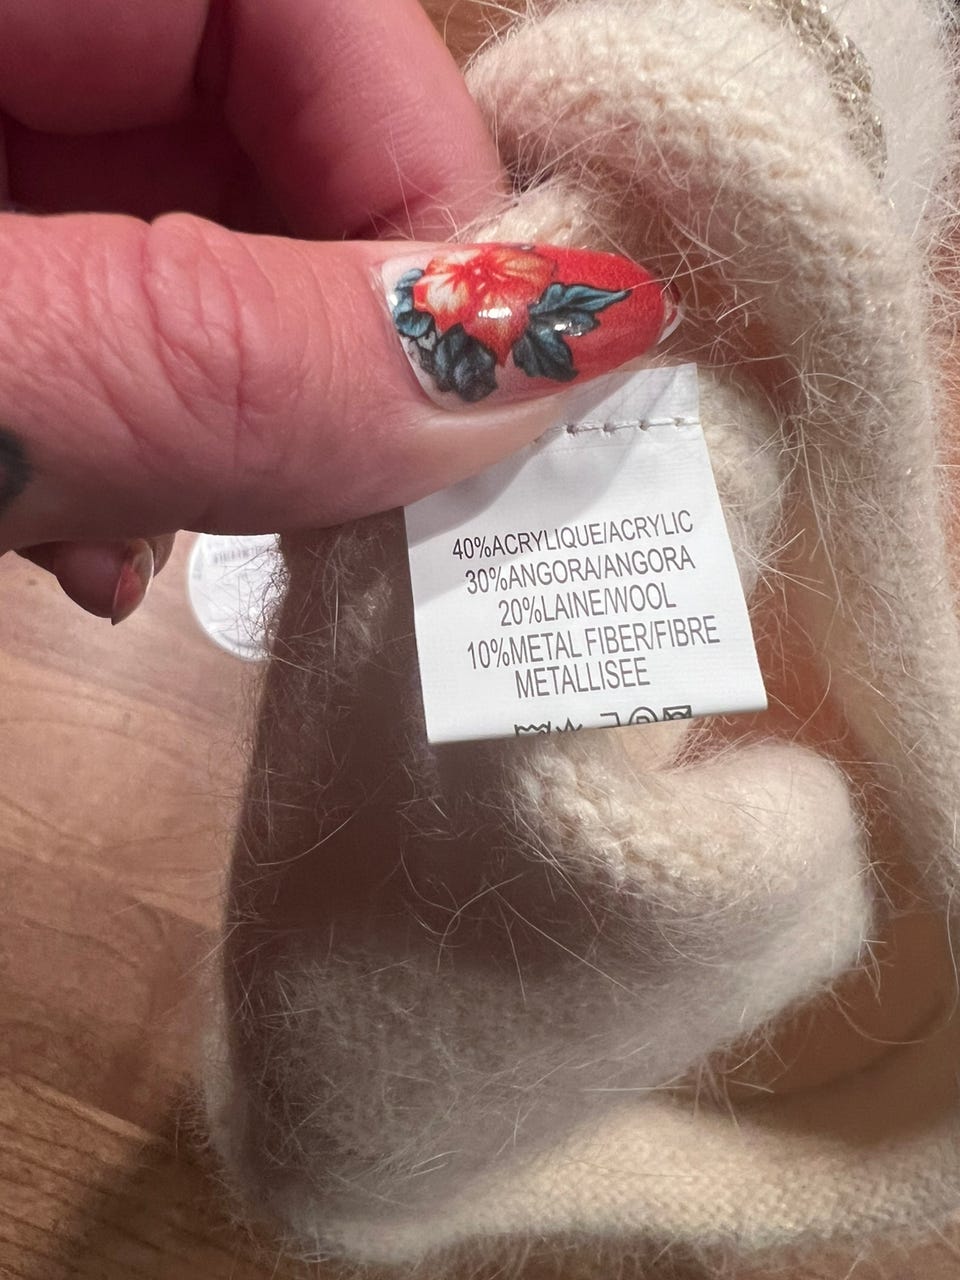 40%ACRYLIQUE/ACRYLIC
30%ANGORA/ANGORA
20%LAINE/WOOL
10%METAL FIBER/FIBRE
METALLISEE